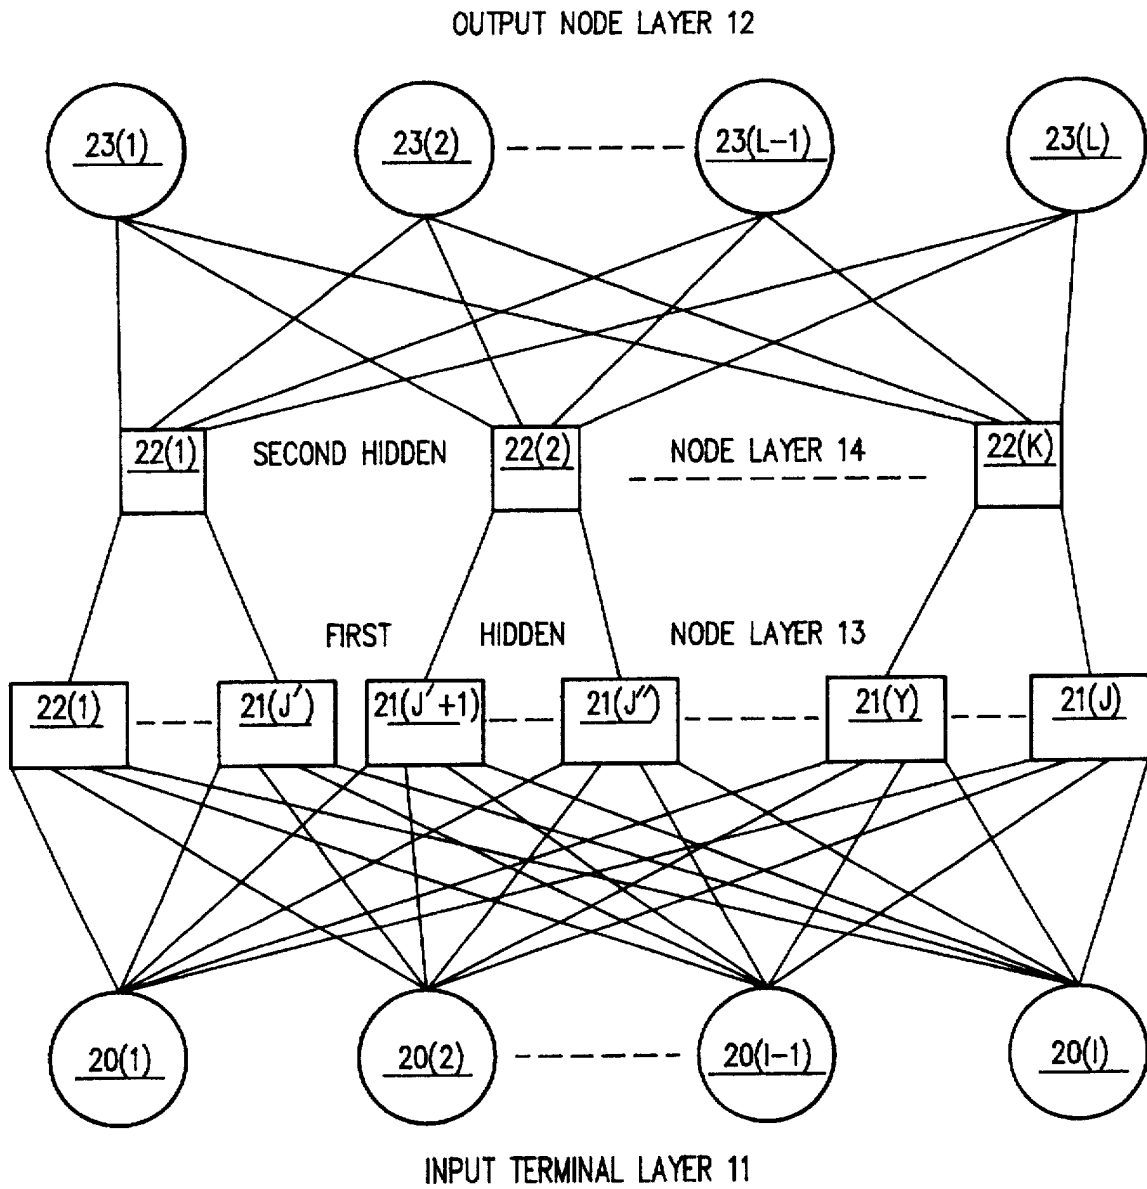 OUTPUT NODE LAYER 12
23(1) 23(2) 23(L-1) 23(L)
22(1) SECOND HIDDEN 22(2) NODE LAYER 14 22(K)
FIRST HIDDEN NODE LAYER 13
22(1) 21(J′) 21(J′+1) 21(J″) 21(Y) 21(J)
20(1) 20(2) 20(I-1) 20(I)
INPUT TERMINAL LAYER 11